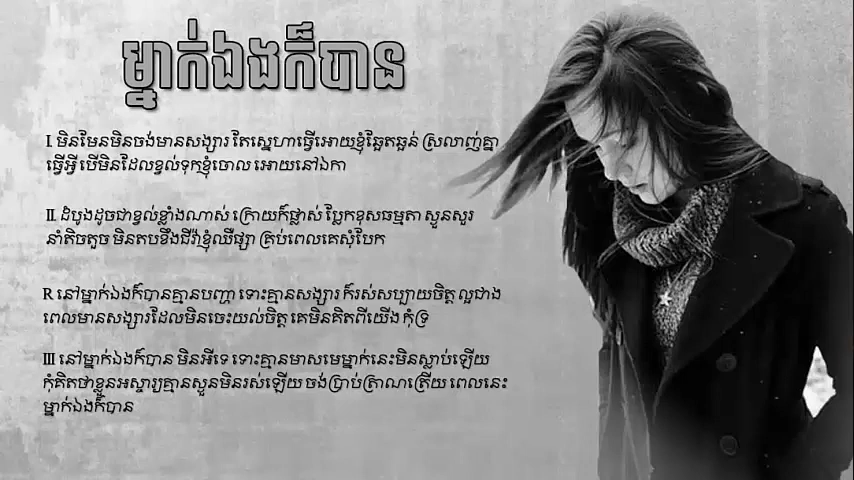 ម្នាក់ឯងក៏បាន
I. មិនមែនមិនចង់មានសង្សារ តែស្នេហាធ្វើអោយខ្ញុំឆ្អែតឆ្អន់ ស្រលាញ់គ្នា
ធ្វើអ្វី បើមិនដែលខ្វល់ទុកខ្ញុំចោល អោយនៅឯកា
II. ដំបូងដូចជាខ្វល់ខ្លាំងណាស់ ក្រោយក៏ផ្លាស់ ប្លែកខុសធម្មតា ស្ងួនសួរ
នាំតិចតួច មិនតបខឹងជីវ៉ាខ្ញុំឈឺផ្សា គ្រប់ពេលគេសុំបែក
R នៅម្នាក់ឯងក៏បានគ្មានបញ្ហា ទោះគ្មានសង្សារ ក៏រស់សប្បាយចិត្ត ល្អជាង
ពេលមានសង្សារដែលមិនចេះយល់ចិត្ត គេមិនគិតពីយើង កុំទ្រ
III នៅម្នាក់ឯងក៏បាន មិនអីទេ ទោះគ្មានមាសមេម្នាក់នេះមិនស្លាប់ឡើយ
កុំគិតថាខ្លួនអស្ចារ្យគ្មានស្ងួនមិនរស់ឡើយ ចង់ប្រាប់ត្រាណត្រើយ ពេលនេះ
ម្នាក់ឯងក៏បាន